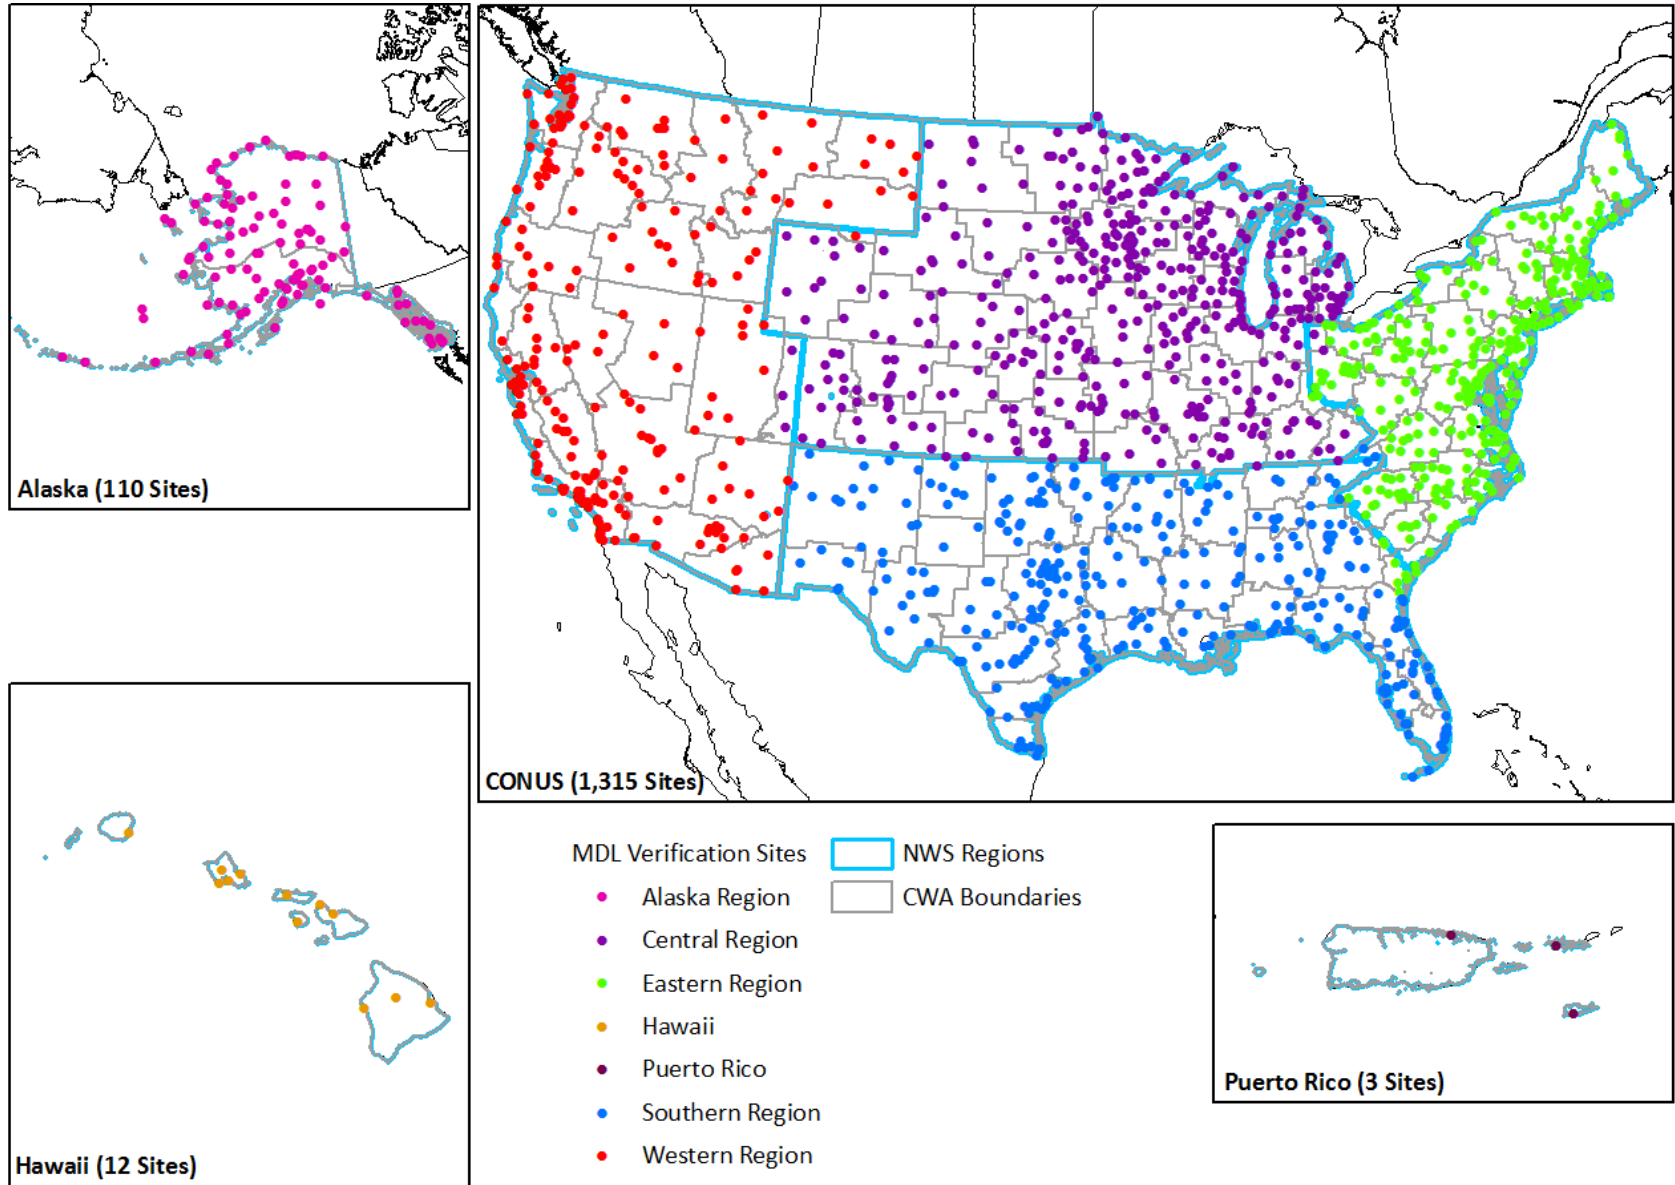 Alaska (110 Sites)
CONUS (1,315 Sites)
Hawaii (12 Sites)
MDL Verification Sites
Alaska Region
Central Region
Eastern Region
Hawaii
Puerto Rico
Southern Region
Western Region
NWS Regions
CWA Boundaries
Puerto Rico (3 Sites)